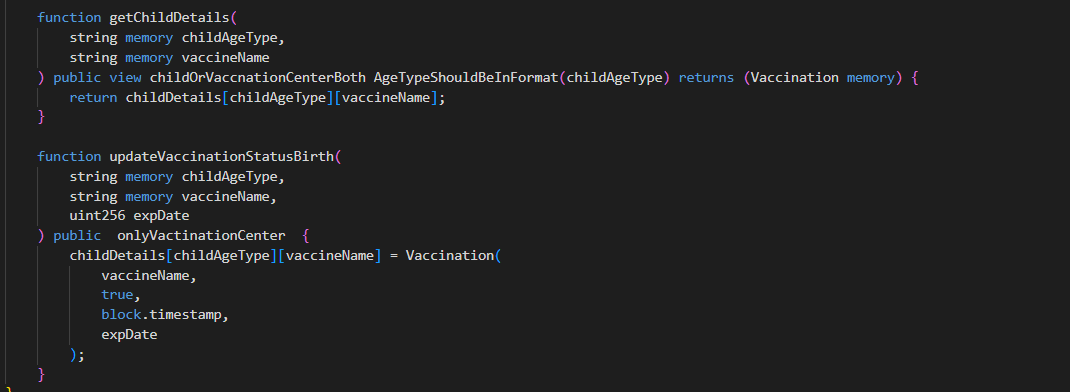 function getChildDetails(
string memory childAgeType,
string memory vaccineName
) public view childOrVaccnationCenterBoth AgeTypeShouldBeInFormat(childAgeType) returns (Vaccination memory) {
return childDetails[childAgeType][vaccineName];
}
function updateVaccinationStatusBirth(
string memory childAgeType,
string memory vaccineName,
uint256 expDate
) public  onlyVactinationCenter  {
childDetails[childAgeType][vaccineName] = Vaccination(
vaccineName,
true,
block.timestamp,
expDate
);
}
}